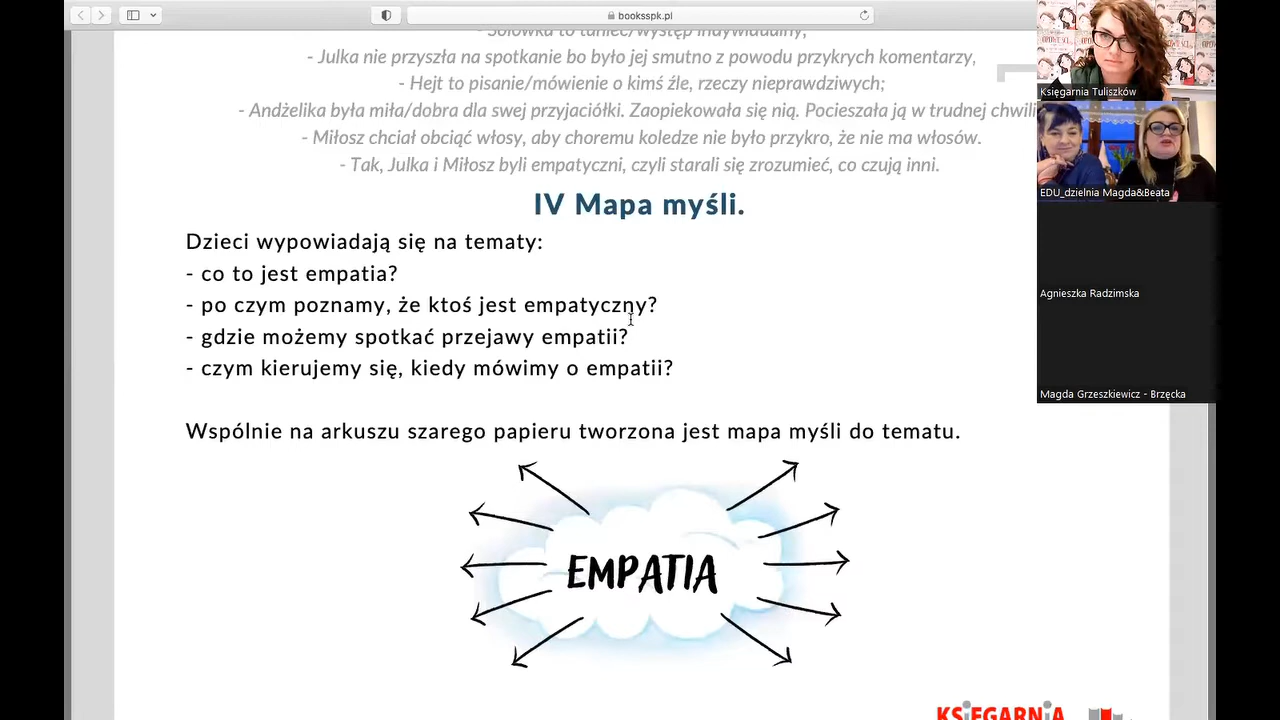 booksspk.pl
- Solówka to taniec/występ indywidualny;
- Julka nie przyszła na spotkanie bo było jej smutno z powodu przykrych komentarzy,
- Hejt to pisanie/mówienie o kimś źle, rzeczy nieprawdziwych;
- Andżelika była miła, dobra dla swej przyjaciółki. Zaopiekowała się nią. Pocieszała ją w trudnej chwili
- Miłosz chciał obciąć włosy, aby choremu koledze nie było przykro, że nie ma włosów.
- Tak, Julka i Miłosz byli empatyczni, czyli starali się zrozumieć, co czują inni.
IV Mapa myśli.
Dzieci wypowiadają się na tematy:
- co to jest empatia?
- po czym poznamy, że ktoś jest empatyczny?
- gdzie możemy spotkać przejawy empatii?
- czym kierujemy się, kiedy mówimy o empatii?
Wspólnie na arkuszu szarego papieru tworzona jest mapa myśli do tematu.
EMPATIA
KSIĘGARNIA
Księgarnia Tuliszków
EDU_dzielnia Magda&Beata
Agnieszka Radzimska
Magda Grzeszkiewicz - Brzęcka